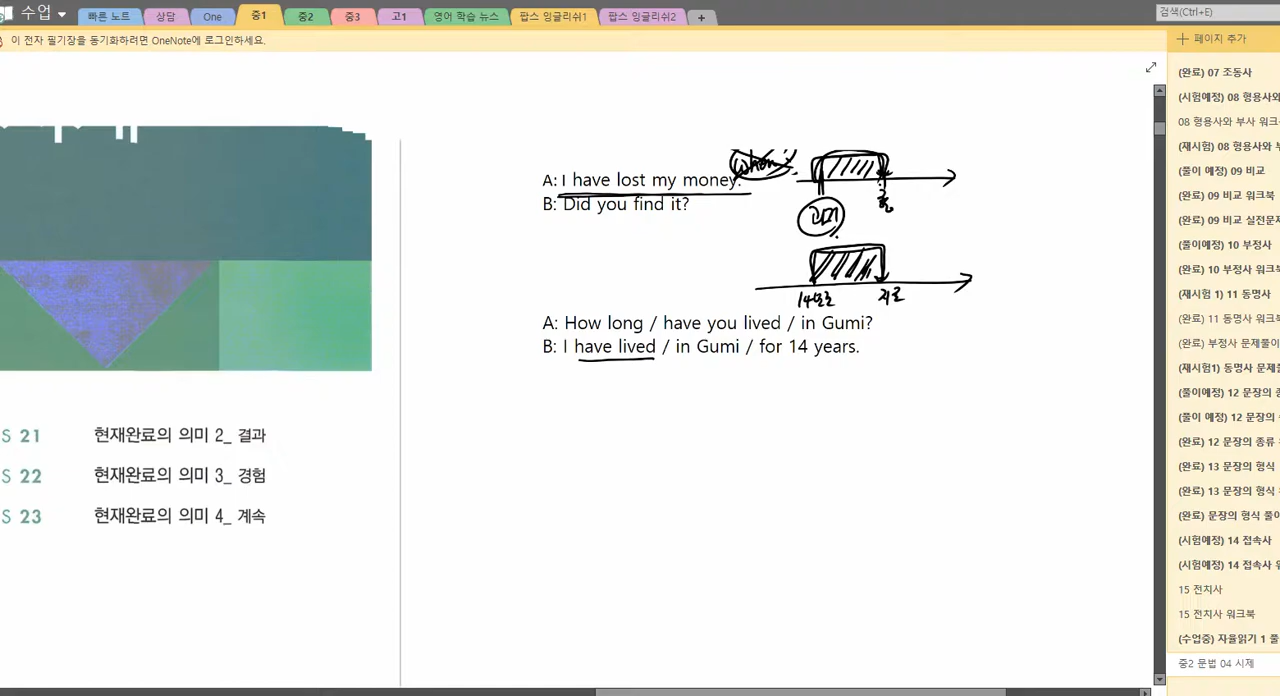 수업
빠른 노트
상담
One
중1
중2
중3
고1
영어 학습 뉴스
팝스 잉글리쉬1
팝스 잉글리쉬2
+
검색(Ctrl+E)
이 전자 필기장을 동기화하려면 OneNote에 로그인하세요.
페이지 추가
when?
A: I have lost my money.
B: Did you find it?
과거
14년전
지금
A: How long / have you lived / in Gumi?
B: I have lived / in Gumi / for 14 years.
S 21 현재완료의 의미 2_ 결과
S 22 현재완료의 의미 3_ 경험
S 23 현재완료의 의미 4_ 계속
(완료) 07 조동사
(시험예정) 08 형용사와
08 형용사와 부사 워크
(재시험) 08 형용사와 부
(풀이 예정) 09 비교
(완료) 09 비교 워크북
(완료) 09 비교 실전문
(풀이예정) 10 부정사
(완료) 10 부정사 워크북
(재시험 1) 11 동명사
(완료) 11 동명사 워크
(완료) 부정사 문제풀이
(재시험1) 동명사 문제
(풀이예정) 12 문장의
(풀이 예정) 12 문장의
(완료) 12 문장의 종류
(완료) 13 문장의 형식
(완료) 13 문장의 형식
(완료) 문장의 형식 풀이
(시험예정) 14 접속사
(시험예정) 14 접속사
15 전치사
15 전치사 워크북
(수업중) 자율읽기 1
중2 문법 04 시제